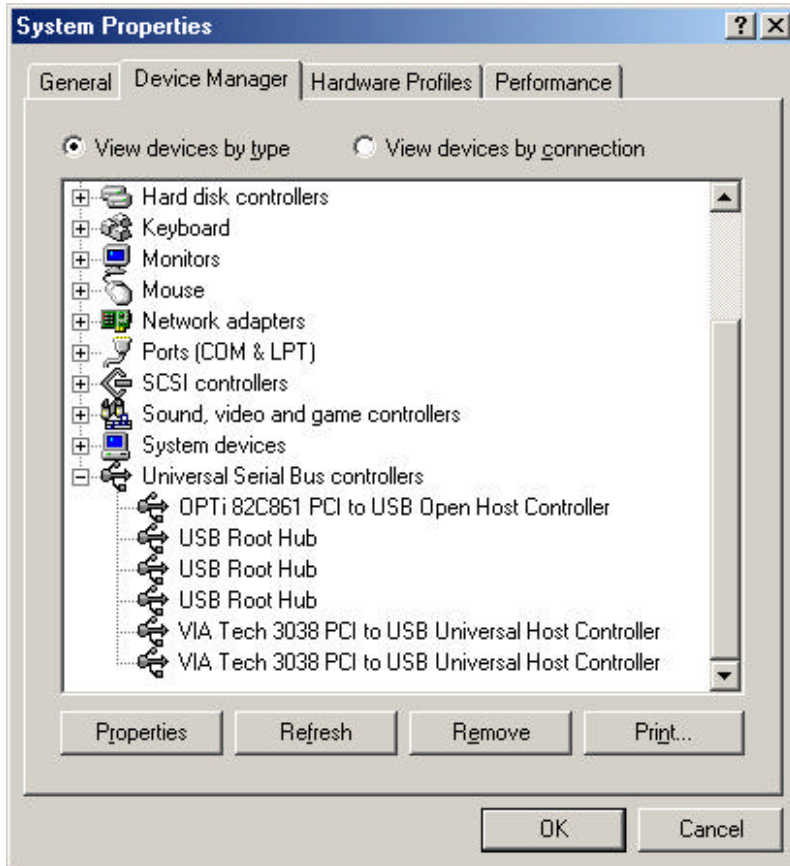 System Properties
General Device Manager Hardware Profiles Performance
View devices by type View devices by connection
Hard disk controllers
Keyboard
Monitors
Mouse
Network adapters
Ports (COM & LPT)
SCSI controllers
Sound, video and game controllers
System devices
Universal Serial Bus controllers
OPTi 82C861 PCI to USB Open Host Controller
USB Root Hub
USB Root Hub
USB Root Hub
VIA Tech 3038 PCI to USB Universal Host Controller
VIA Tech 3038 PCI to USB Universal Host Controller
Properties Refresh Remove Print...
OK Cancel